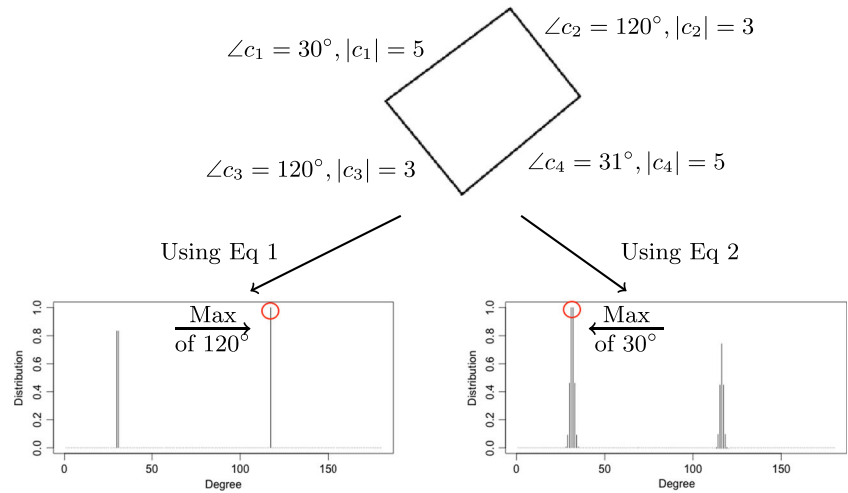 ∠c₁ = 30°, |c₁| = 5
∠c₂ = 120°, |c₂| = 3
∠c₃ = 120°, |c₃| = 3
∠c₄ = 31°, |c₄| = 5
Using Eq 1
Using Eq 2
Max
of 120°
Distribution
0.0 0.2 0.4 0.6 0.8 1.0
0 50 100 150
Degree
Max
of 30°
Distribution
0.0 0.2 0.4 0.6 0.8 1.0
0 50 100 150
Degree